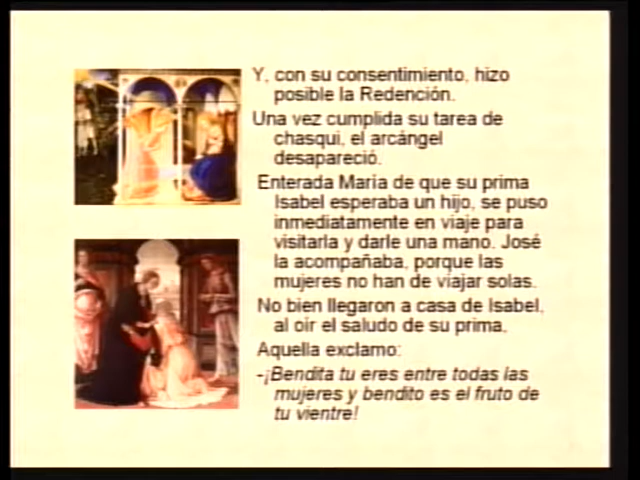 Y, con su consentimiento, hizo
posible la Redención.
Una vez cumplida su tarea de
chasqui, el arcángel
desapareció.
Enterada María de que su prima
Isabel esperaba un hijo, se puso
inmediatamente en viaje para
visitarla y darle una mano. José
la acompañaba, porque las
mujeres no han de viajar solas.
No bien llegaron a casa de Isabel,
al oír el saludo de su prima,
Aquella exclamo:
-¡Bendita tu eres entre todas las
mujeres y bendito es el fruto de
tu vientre!